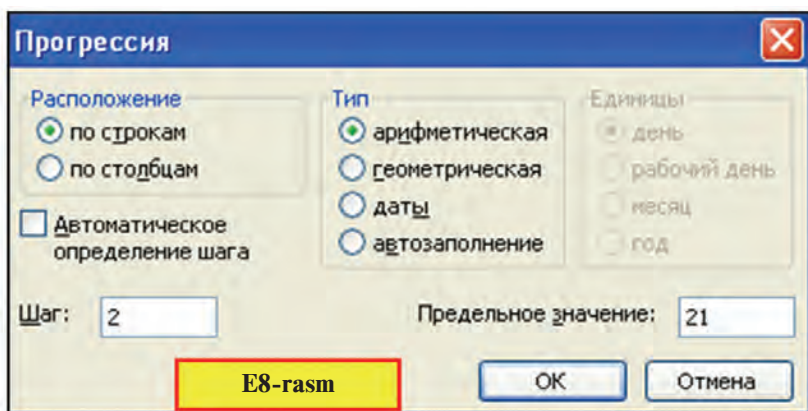 Прогрессия
Расположение
по строкам
по столбцам
Автоматическое
определение шага
Тип
арифметическая
геометрическая
даты
автозаполнение
Единицы
день
рабочий день
месяц
год
Шаг: 2
Предельное значение: 21
E8-rasm
ОК
Отмена